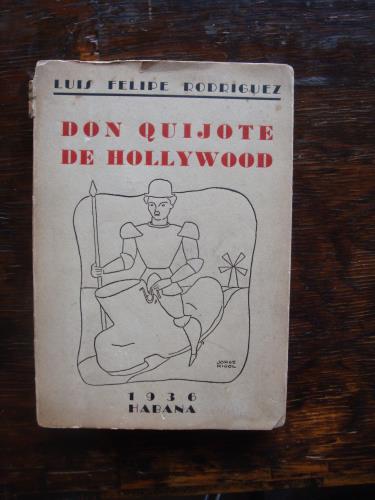 LUIS FELIPE RODRIGUEZ
DON QUIJOTE
DE HOLLYWOOD
JORGE
RIGOL
1936
HABANA